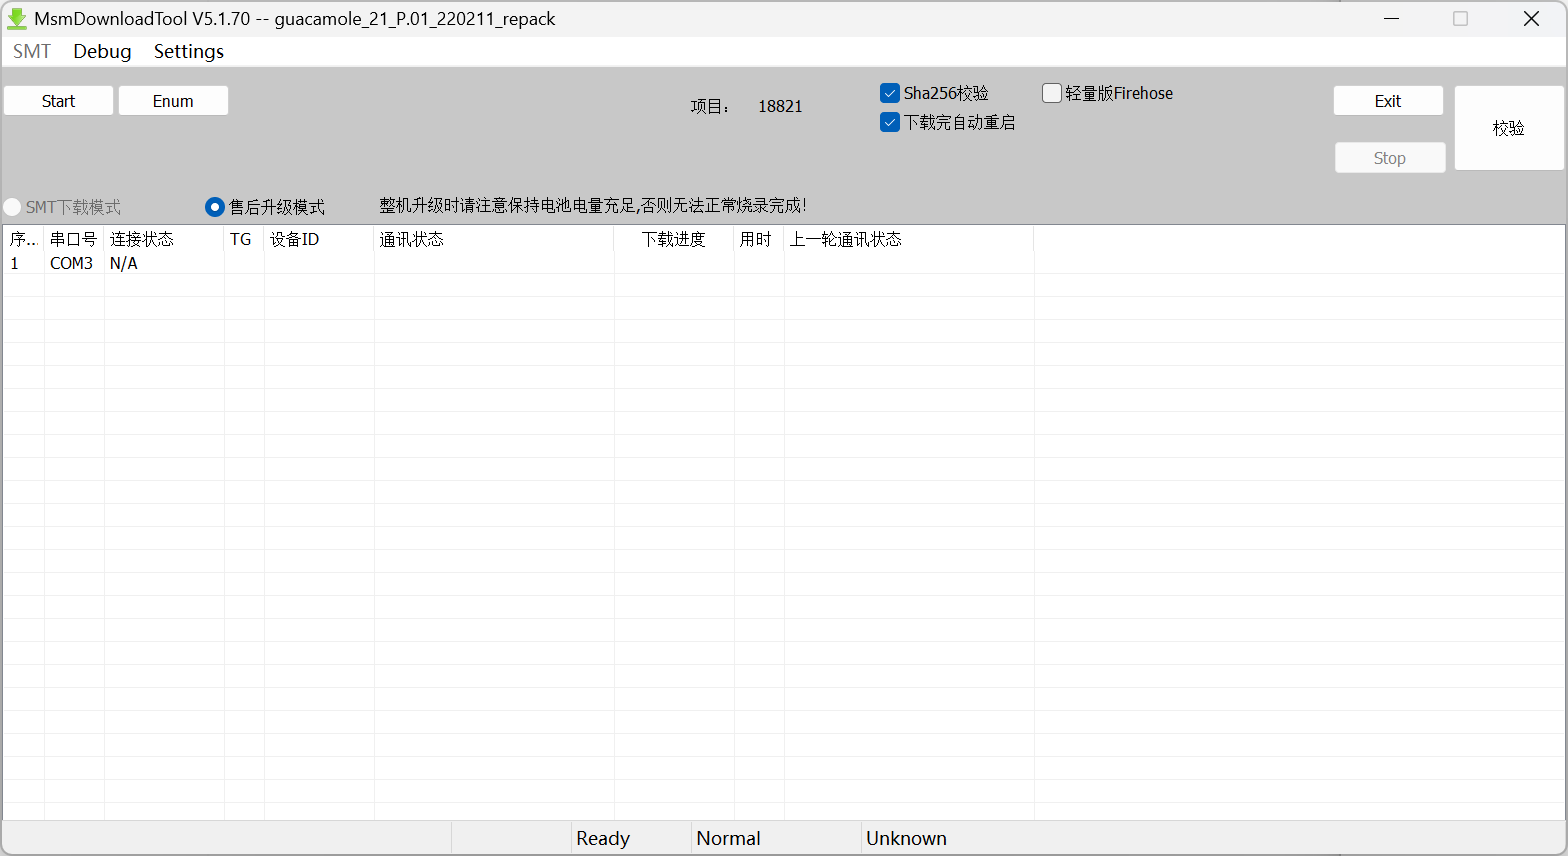 MsmDownloadTool V5.1.70 -- guacamole_21_P.01_220211_repack
SMT Debug Settings
Start Enum 项目： 18821 Sha256校验 轻量版Firehose Exit 校验
下载完自动重启
Stop
SMT下载模式 售后升级模式 整机升级时请注意保持电池电量充足,否则无法正常烧录完成!
序... 串口号 连接状态 TG 设备ID 通讯状态 下载进度 用时 上一轮通讯状态
1 COM3 N/A
Ready Normal Unknown